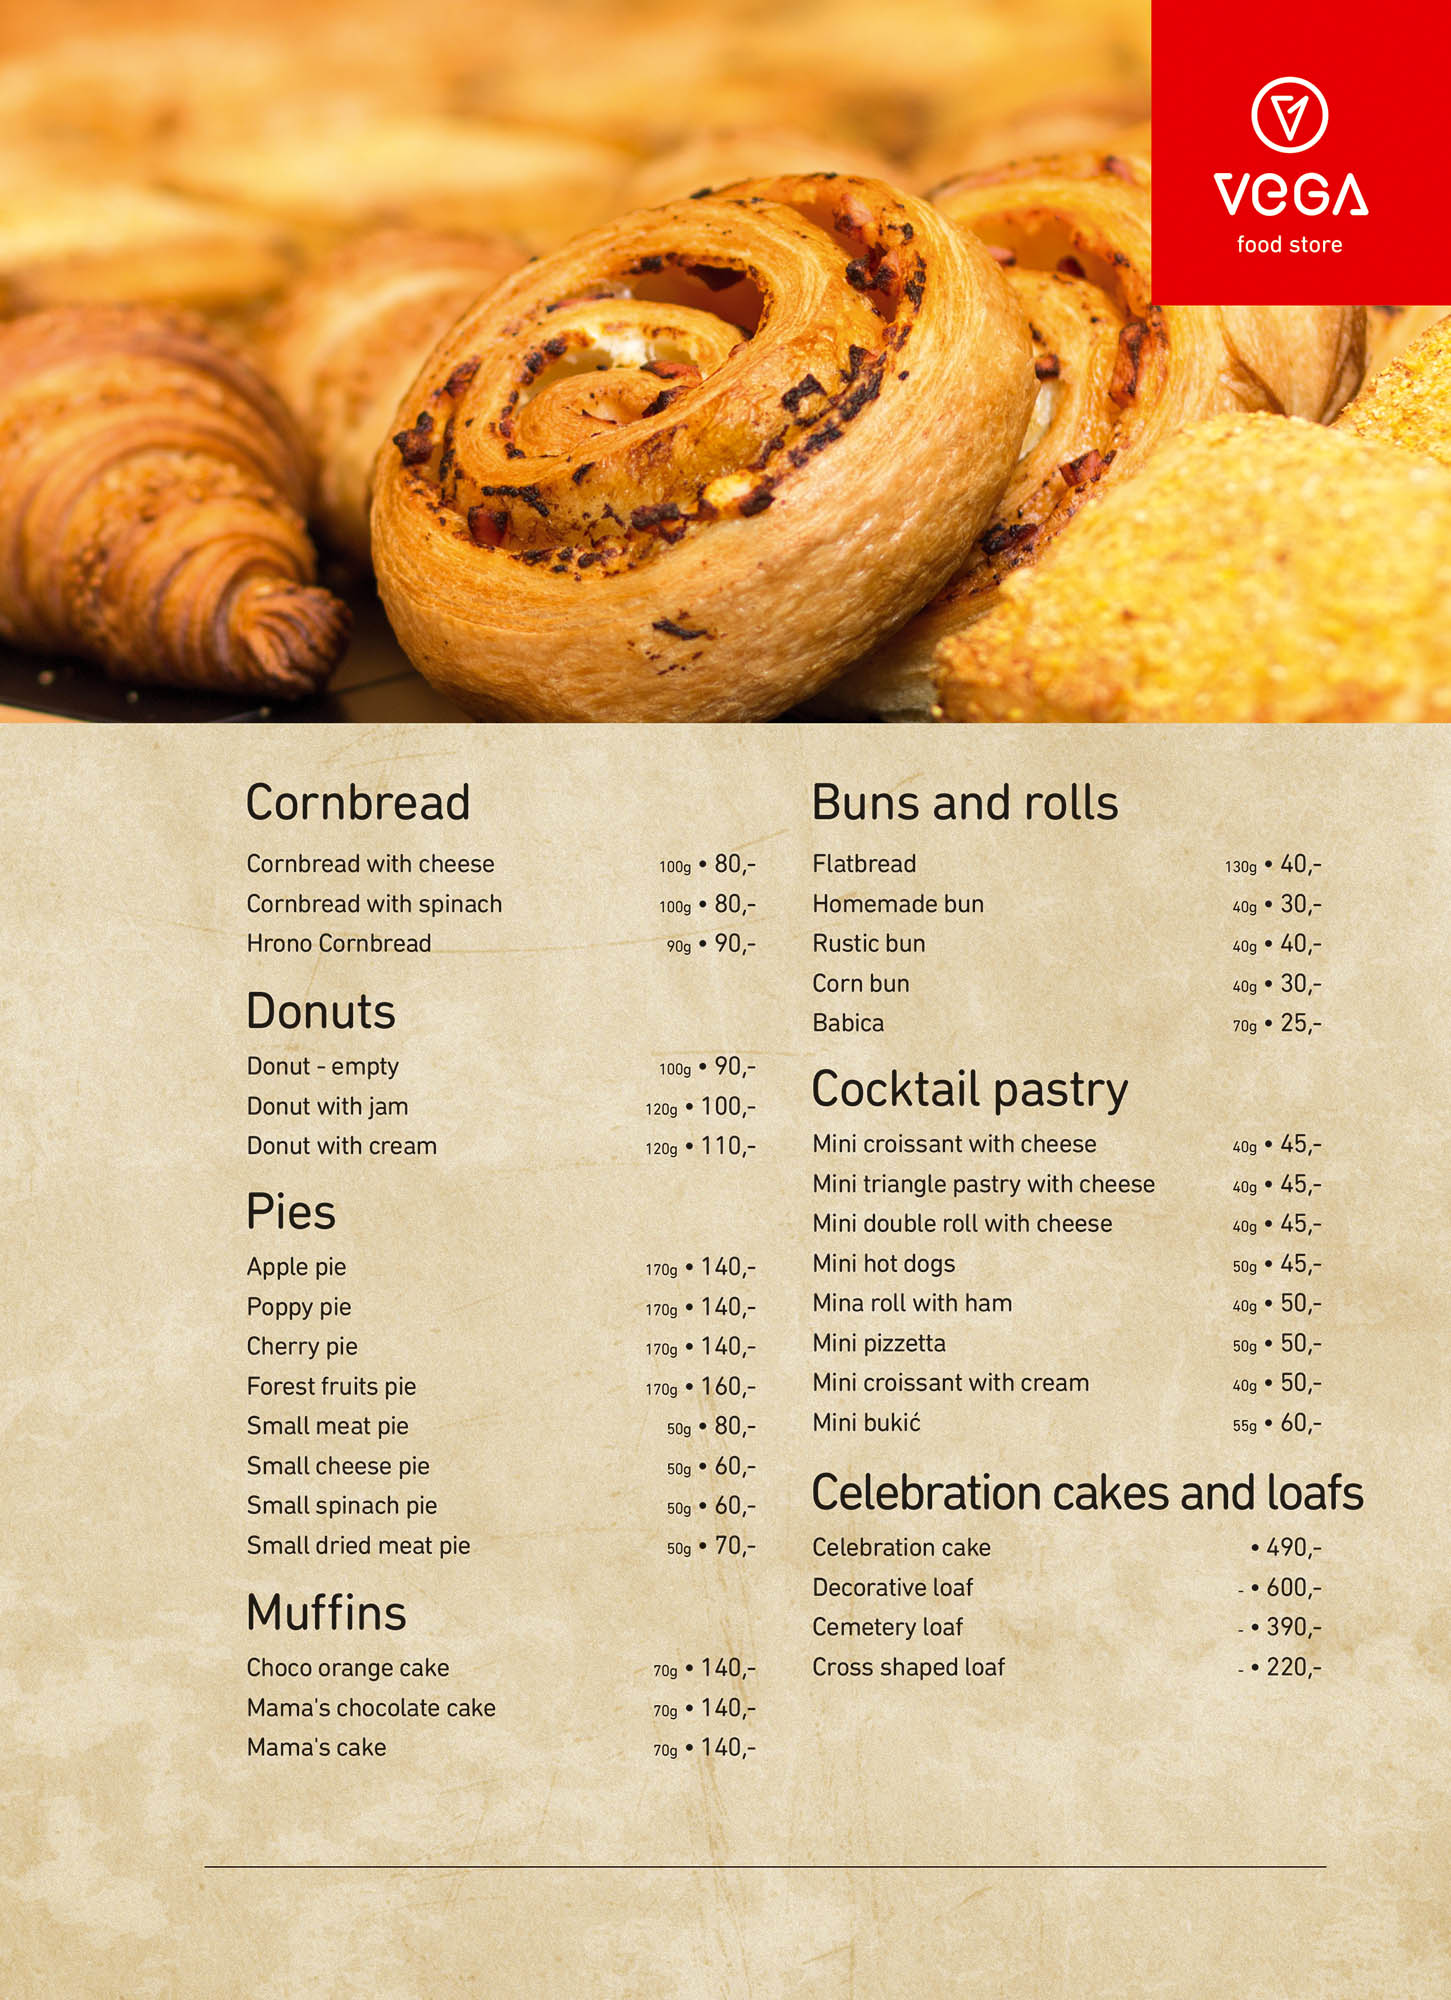 VEGA
food store
Cornbread
Cornbread with cheese 100g • 80,-
Cornbread with spinach 100g • 80,-
Hrono Cornbread 90g • 90,-
Donuts
Donut - empty 100g • 90,-
Donut with jam 120g • 100,-
Donut with cream 120g • 110,-
Pies
Apple pie 170g • 140,-
Poppy pie 170g • 140,-
Cherry pie 170g • 140,-
Forest fruits pie 170g • 160,-
Small meat pie 50g • 80,-
Small cheese pie 50g • 60,-
Small spinach pie 50g • 60,-
Small dried meat pie 50g • 70,-
Muffins
Choco orange cake 70g • 140,-
Mama's chocolate cake 70g • 140,-
Mama's cake 70g • 140,-
Buns and rolls
Flatbread 130g • 40,-
Homemade bun 40g • 30,-
Rustic bun 40g • 40,-
Corn bun 40g • 30,-
Babica 70g • 25,-
Cocktail pastry
Mini croissant with cheese 40g • 45,-
Mini triangle pastry with cheese 40g • 45,-
Mini double roll with cheese 40g • 45,-
Mini hot dogs 50g • 45,-
Mina roll with ham 40g • 50,-
Mini pizzetta 50g • 50,-
Mini croissant with cream 40g • 50,-
Mini bukić 55g • 60,-
Celebration cakes and loafs
Celebration cake • 490,-
Decorative loaf - • 600,-
Cemetery loaf - • 390,-
Cross shaped loaf - • 220,-